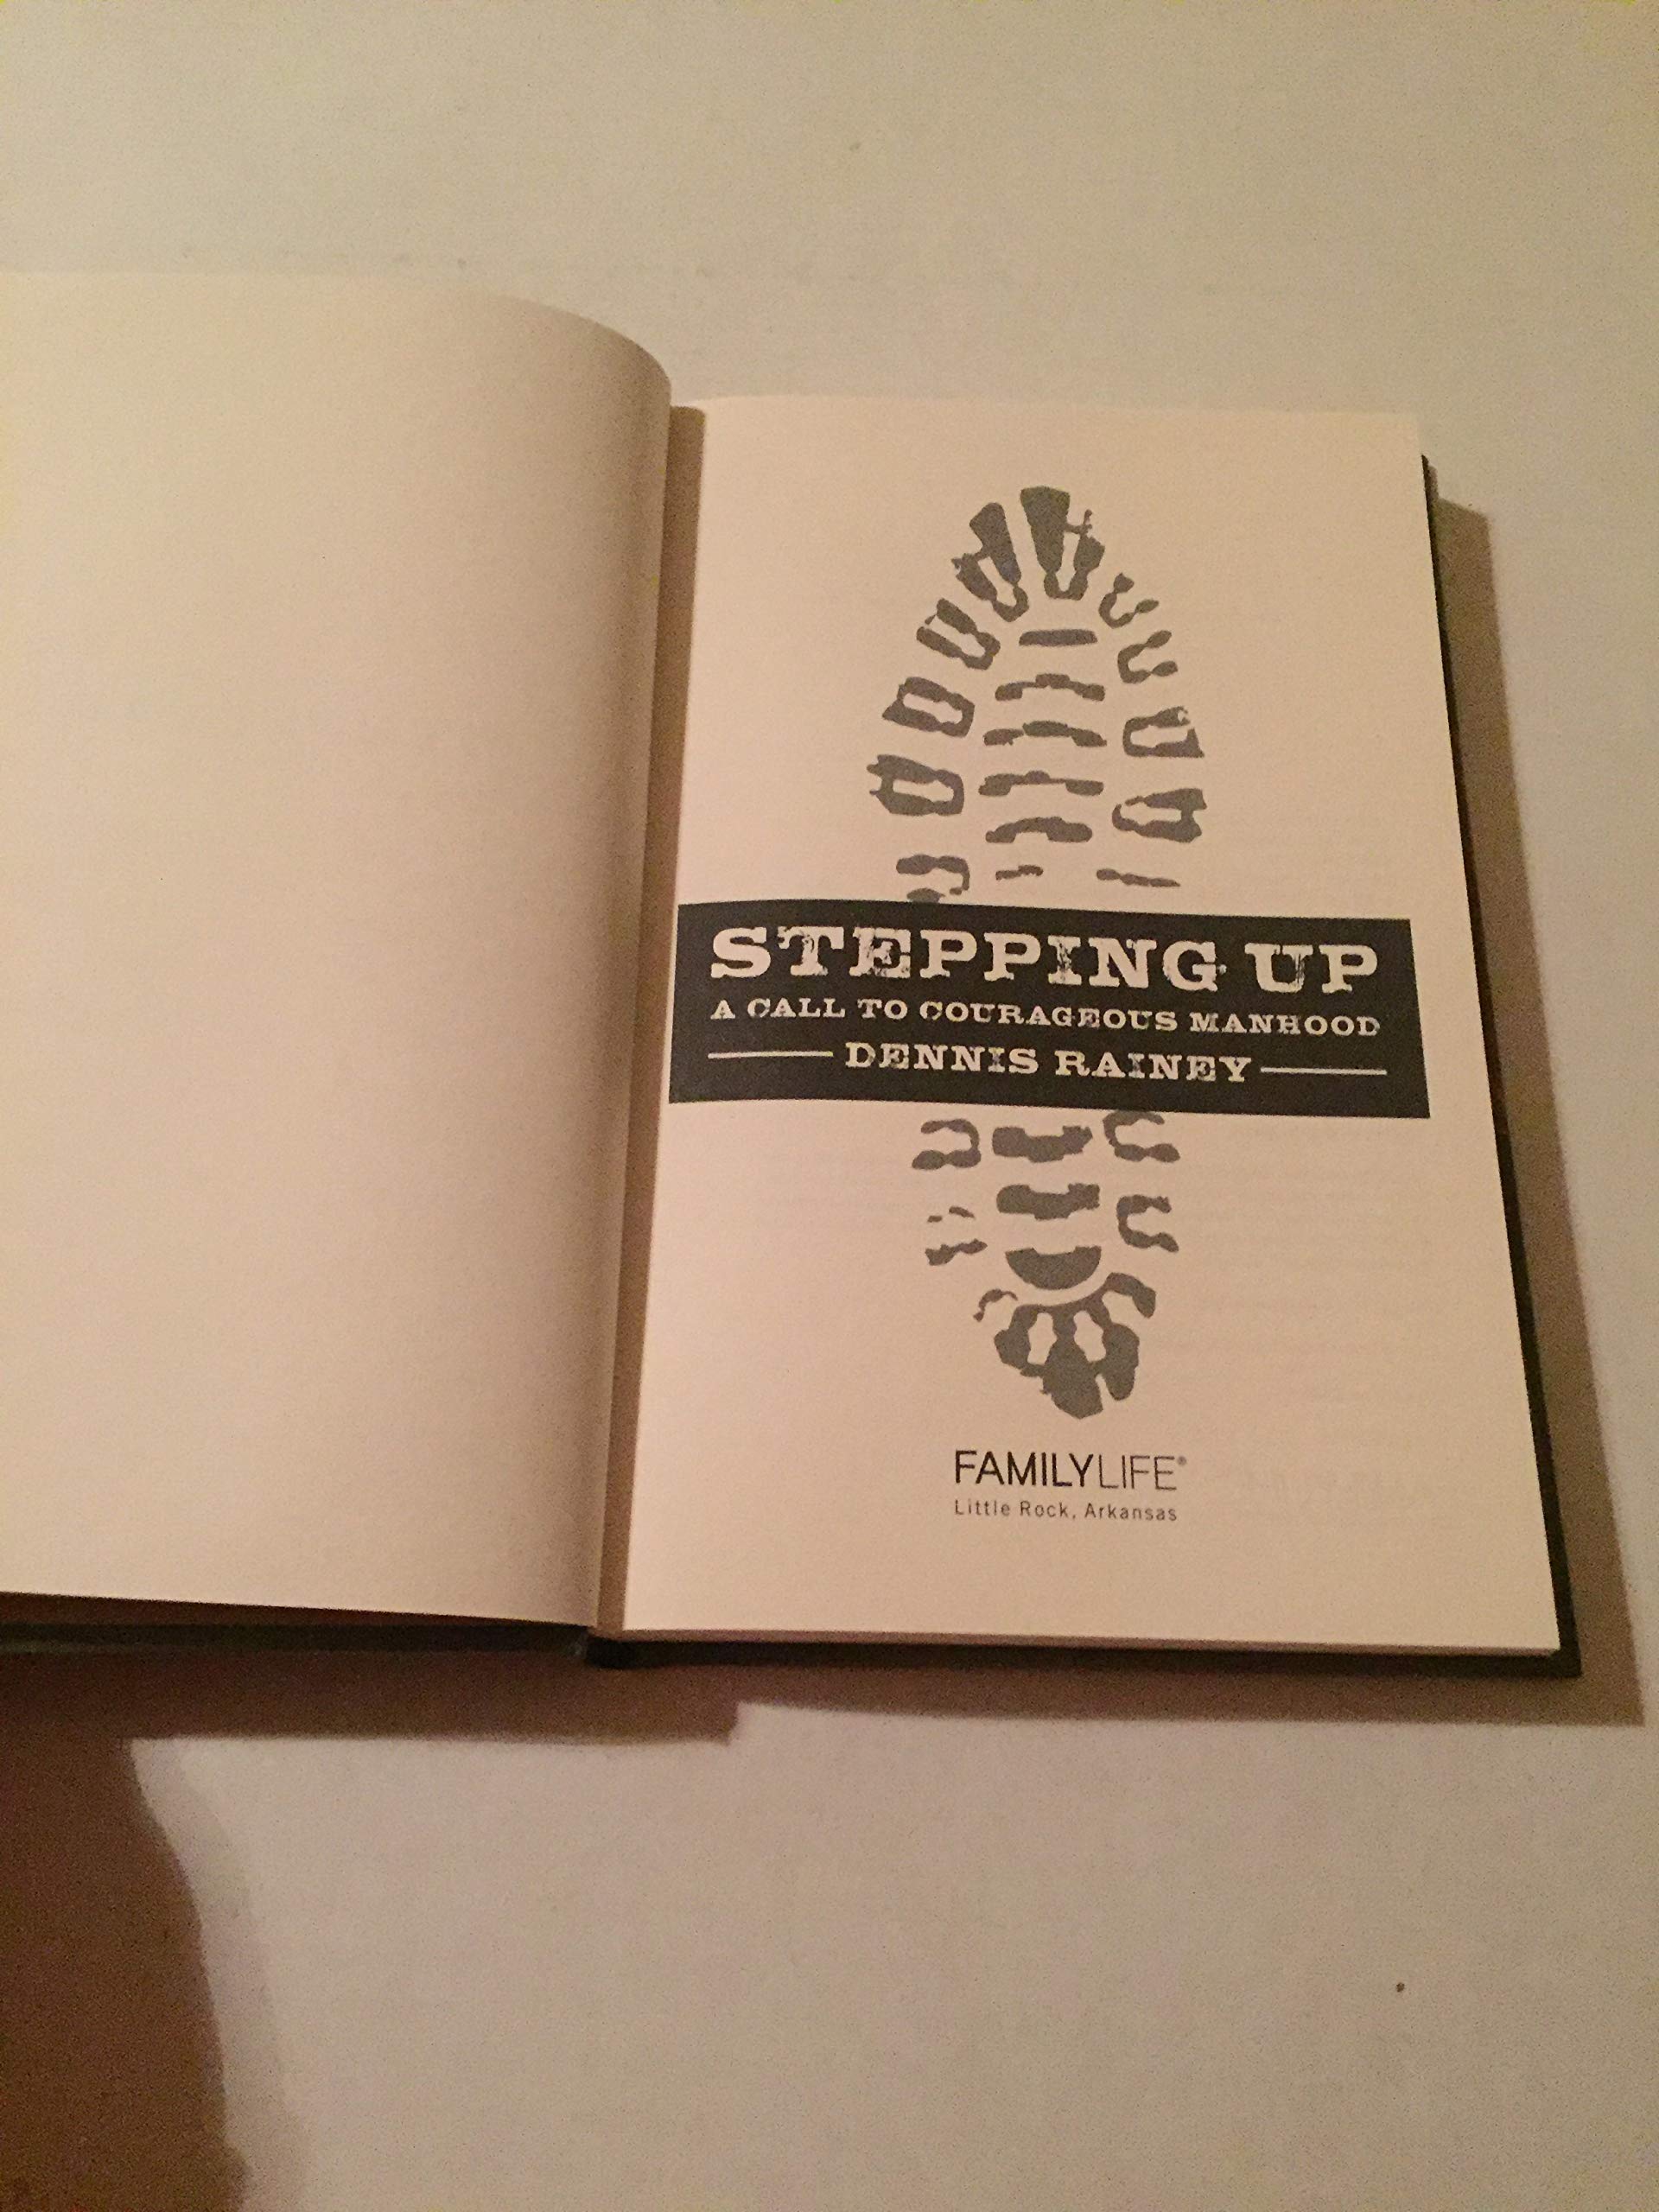 STEPPING UP
A CALL TO COURAGEOUS MANHOOD
DENNIS RAINEY
FAMILYLIFE®
Little Rock, Arkansas